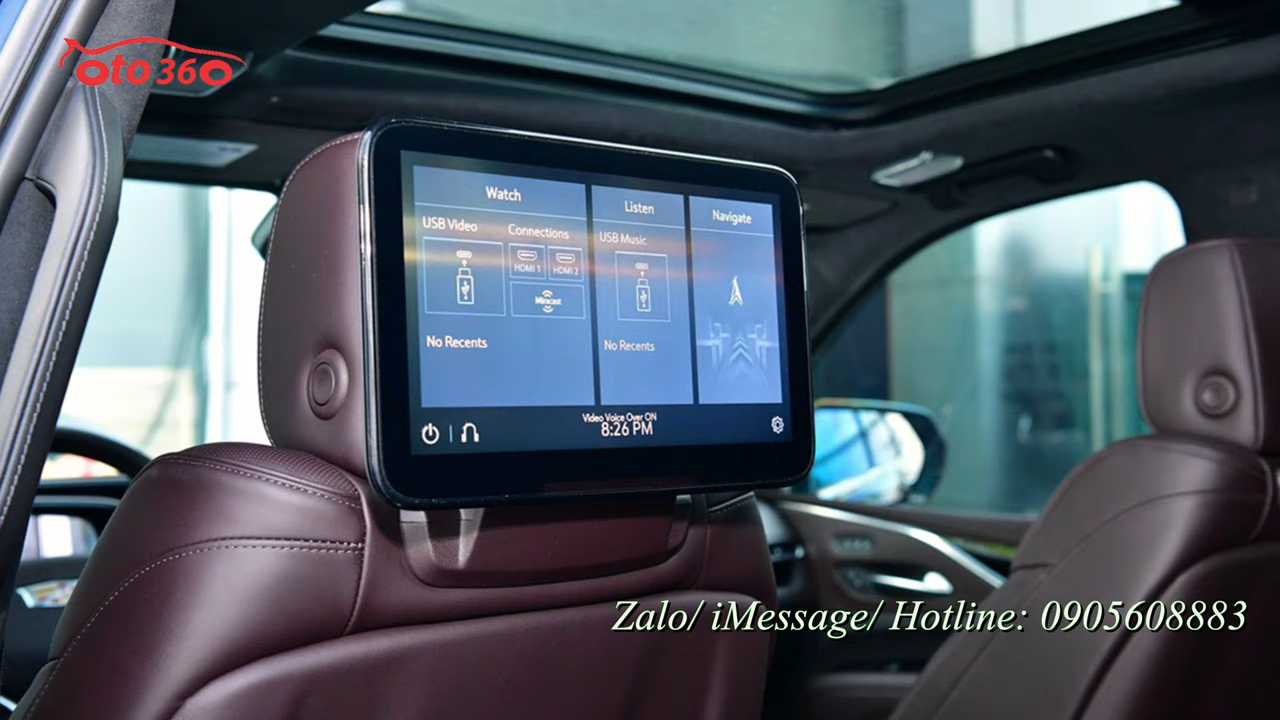 oto360
Watch
USB Video
Connections
HDMI 1
HDMI 2
Miracast
No Recents
Listen
USB Music
No Recents
Navigate
Video Voice Over ON
8:26 PM
Zalo/ iMessage/ Hotline: 0905608883